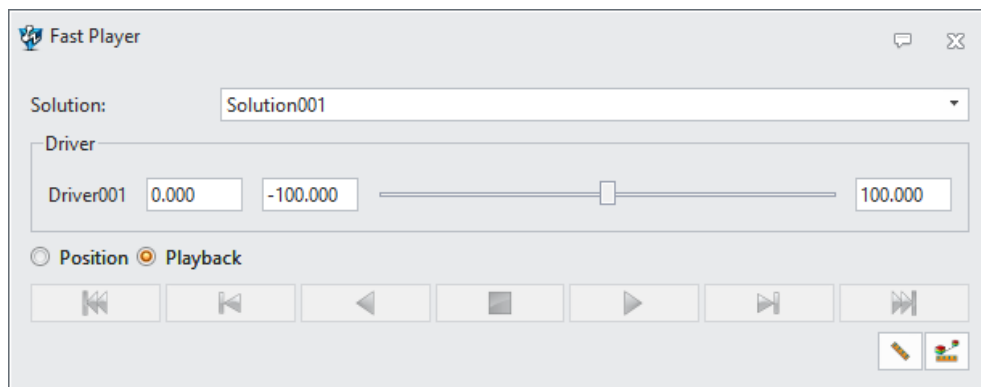 Fast Player
Solution: Solution001
Driver
Driver001 0.000 -100.000 100.000
Position Playback